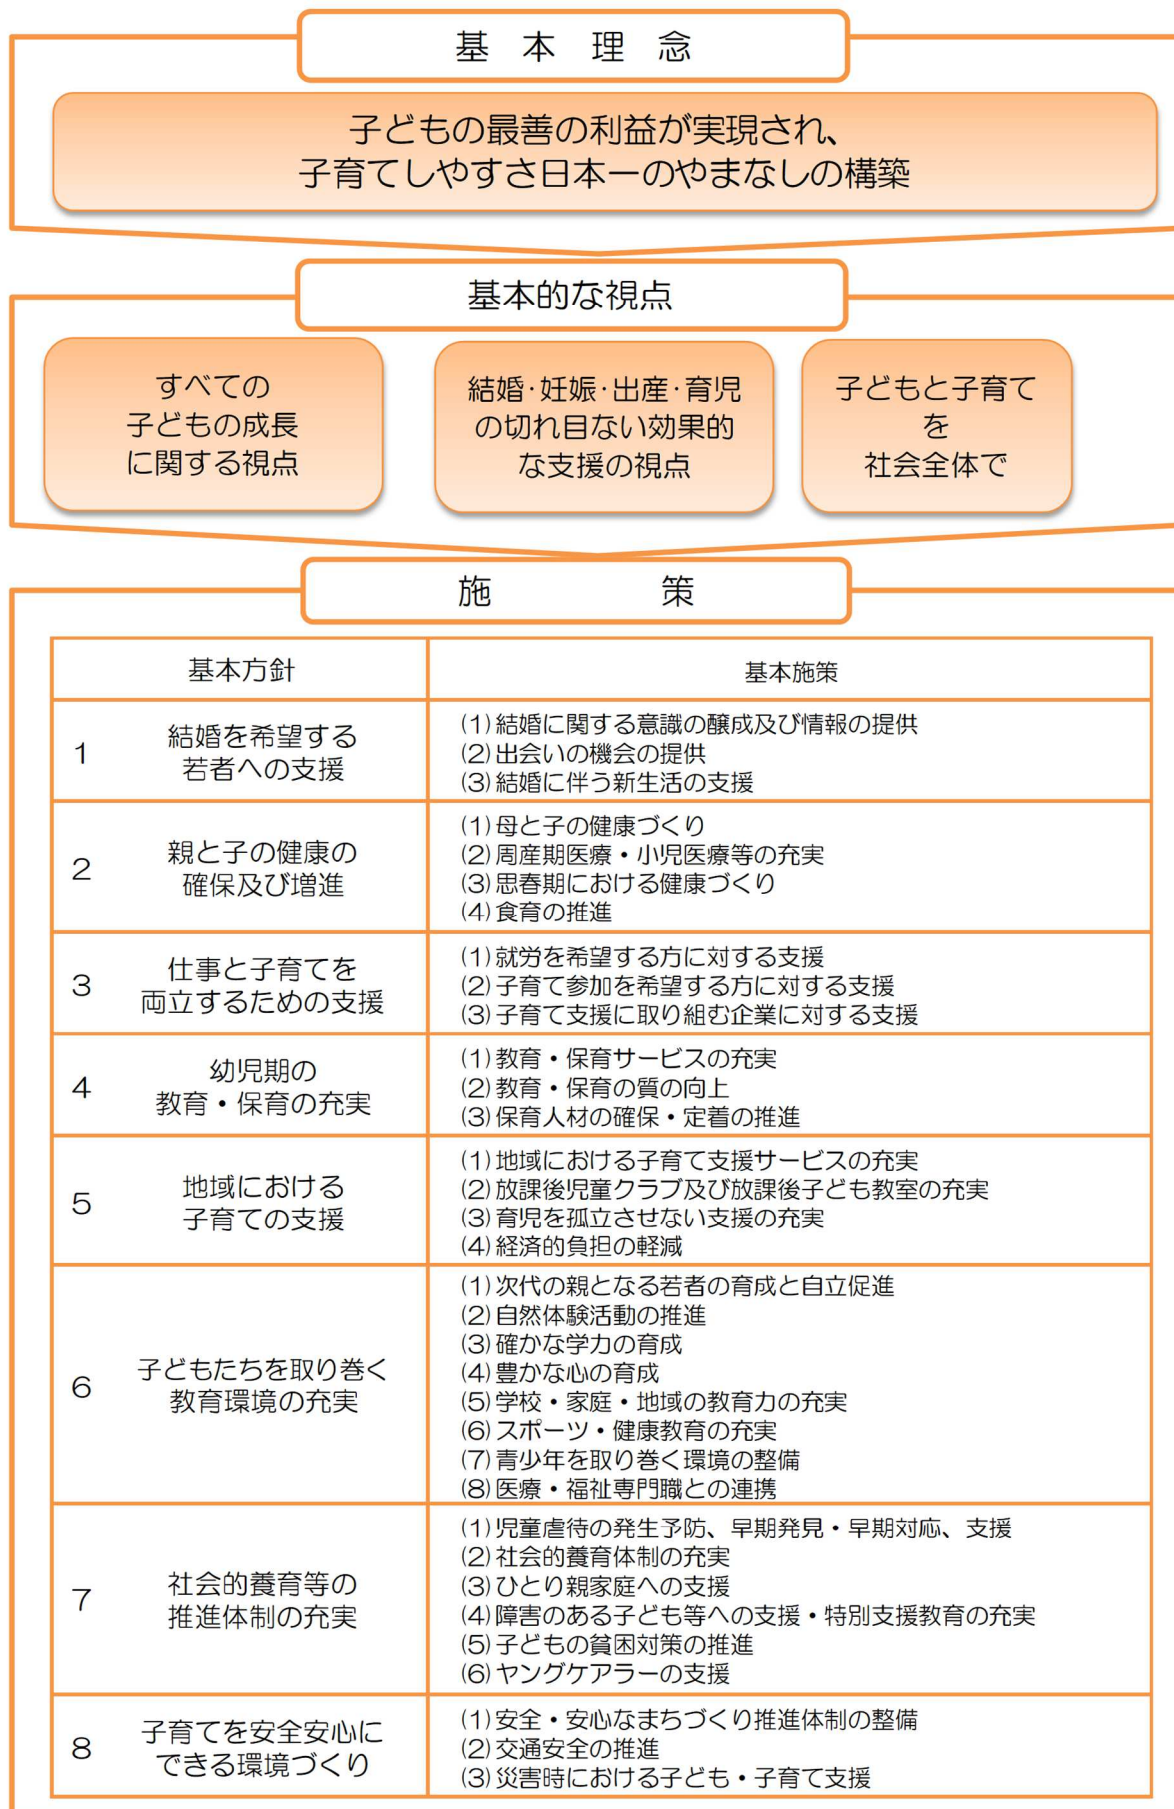 基本理念
子どもの最善の利益が実現され、
子育てしやすさ日本一のやまなしの構築
基本的な視点
すべての
子どもの成長
に関する視点
結婚・妊娠・出産・育児
の切れ目ない効果的
な支援の視点
子どもと子育て
を
社会全体で
施策
基本方針
基本施策
1
結婚を希望する
若者への支援
(1)結婚に関する意識の醸成及び情報の提供
(2)出会いの機会の提供
(3)結婚に伴う新生活の支援
2
親と子の健康の
確保及び増進
(1)母と子の健康づくり
(2)周産期医療・小児医療等の充実
(3)思春期における健康づくり
(4)食育の推進
3
仕事と子育てを
両立するための支援
(1)就労を希望する方に対する支援
(2)子育て参加を希望する方に対する支援
(3)子育て支援に取り組む企業に対する支援
4
幼児期の
教育・保育の充実
(1)教育・保育サービスの充実
(2)教育・保育の質の向上
(3)保育人材の確保・定着の推進
5
地域における
子育ての支援
(1)地域における子育て支援サービスの充実
(2)放課後児童クラブ及び放課後子ども教室の充実
(3)育児を孤立させない支援の充実
(4)経済的負担の軽減
6
子どもたちを取り巻く
教育環境の充実
(1)次代の親となる若者の育成と自立促進
(2)自然体験活動の推進
(3)確かな学力の育成
(4)豊かな心の育成
(5)学校・家庭・地域の教育力の充実
(6)スポーツ・健康教育の充実
(7)青少年を取り巻く環境の整備
(8)医療・福祉専門職との連携
7
社会的養育等の
推進体制の充実
(1)児童虐待の発生予防、早期発見・早期対応、支援
(2)社会的養育体制の充実
(3)ひとり親家庭への支援
(4)障害のある子ども等への支援・特別支援教育の充実
(5)子どもの貧困対策の推進
(6)ヤングケアラーの支援
8
子育てを安全安心に
できる環境づくり
(1)安全・安心なまちづくり推進体制の整備
(2)交通安全の推進
(3)災害時における子ども・子育て支援